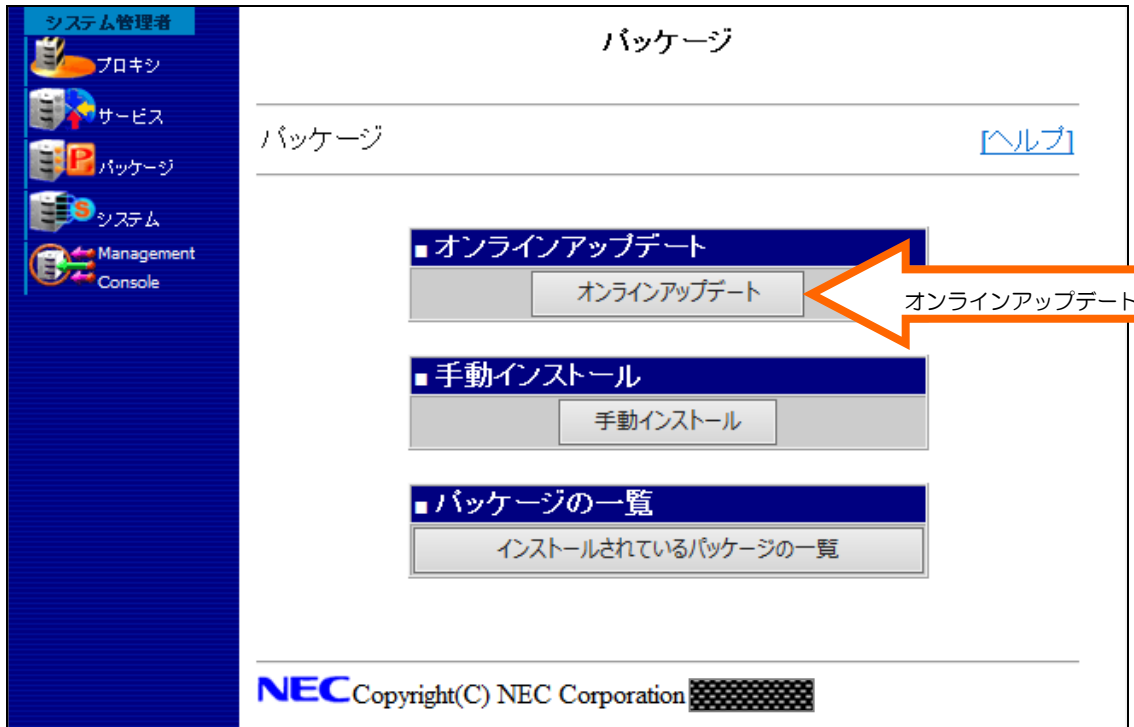 システム管理者
プロキシ
サービス
パッケージ
システム
Management
Console
パッケージ
パッケージ
[ヘルプ]
■オンラインアップデート
オンラインアップデート
オンラインアップデート
■手動インストール
手動インストール
■パッケージの一覧
インストールされているパッケージの一覧
NEC Copyright(C) NEC Corporation